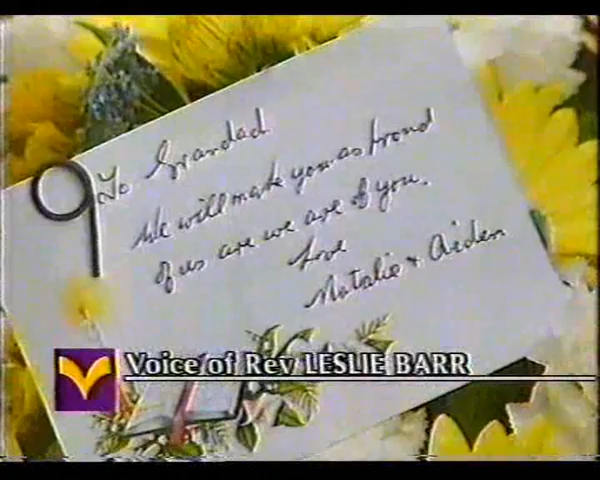 To Grandad
We will make you as proud
of us as we are of you.
Love
Natalie + Aiden
Voice of Rev LESLIE BARR